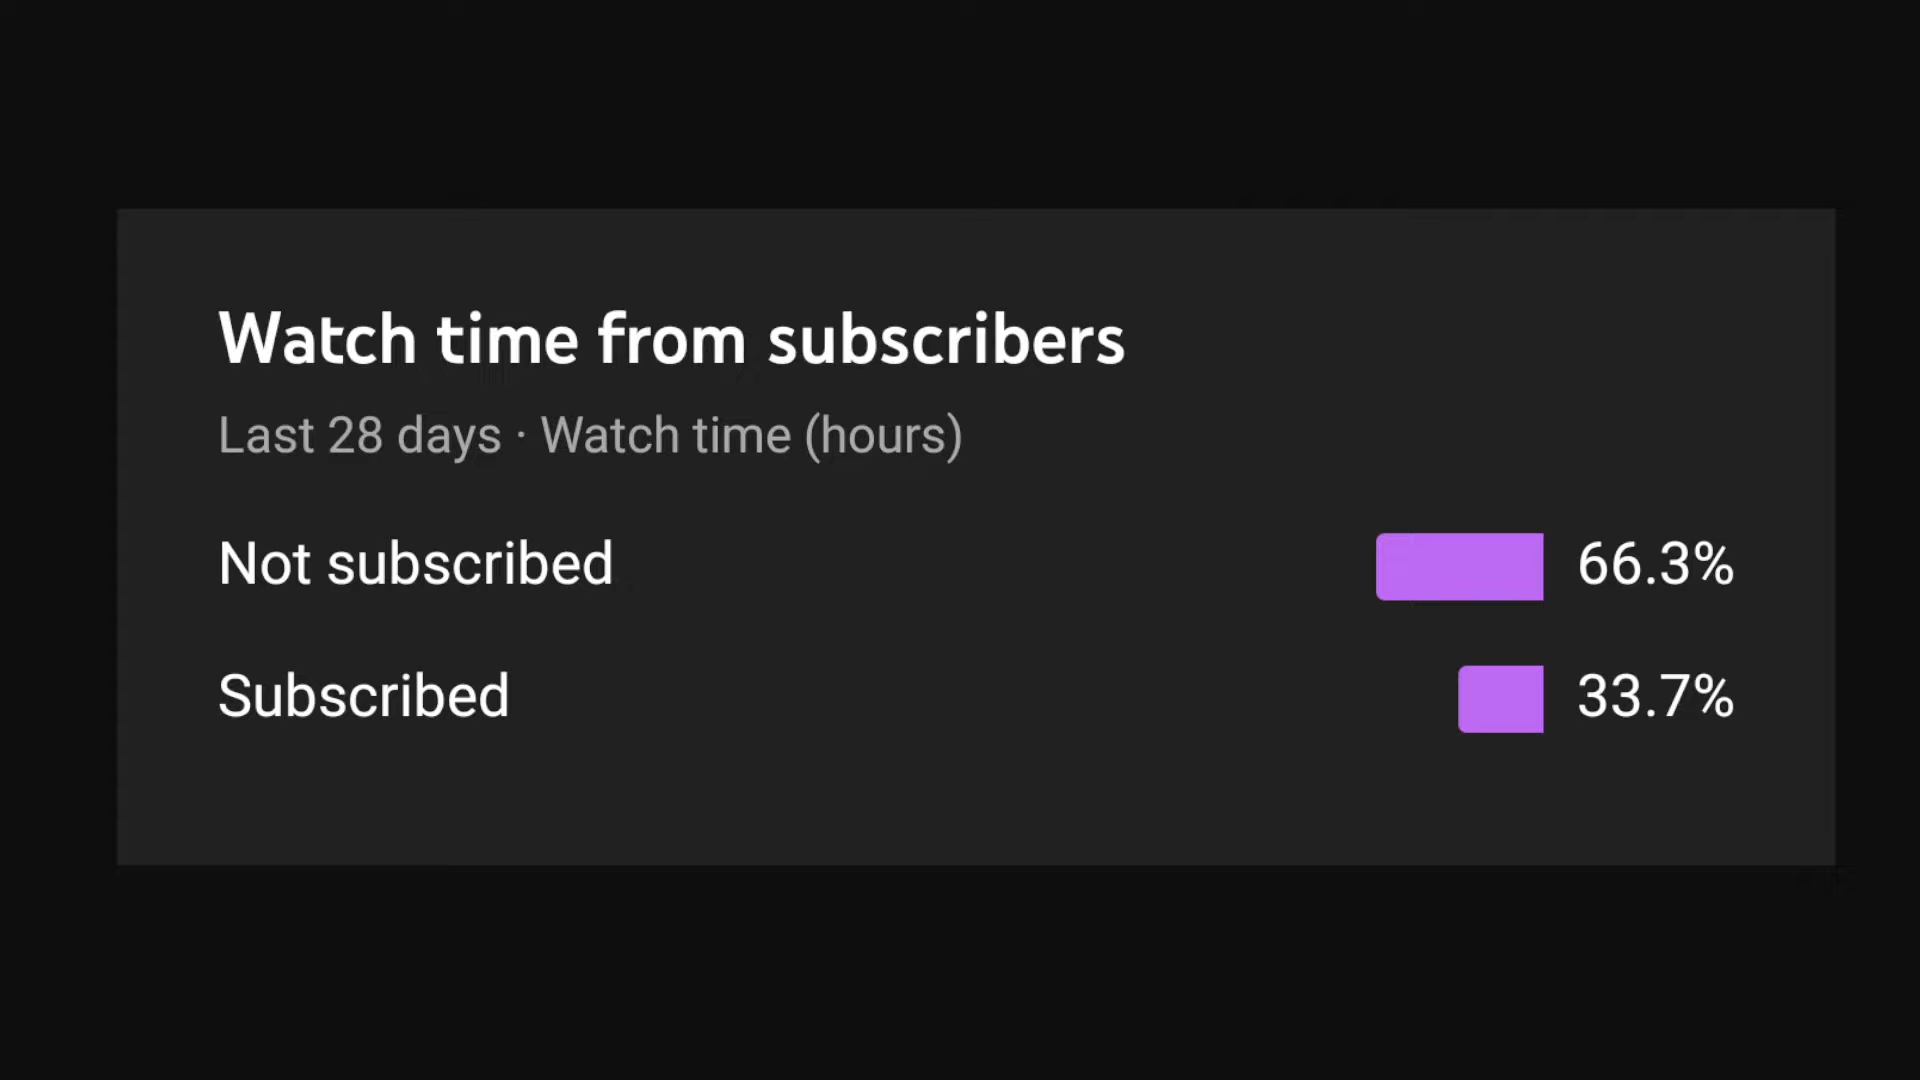 Watch time from subscribers
Last 28 days · Watch time (hours)
Not subscribed 66.3%
Subscribed 33.7%